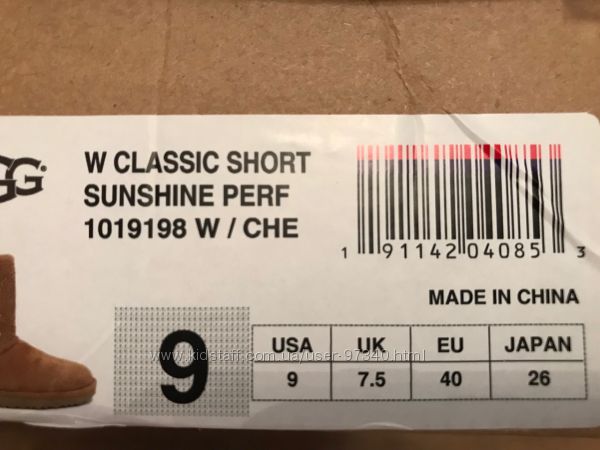 GG®
W CLASSIC SHORT
SUNSHINE PERF
1019198 W / CHE
1 91142 04085 3
MADE IN CHINA
9
USA UK EU JAPAN
9 7.5 40 26
www.kidstaff.com.ua/user-97340.html